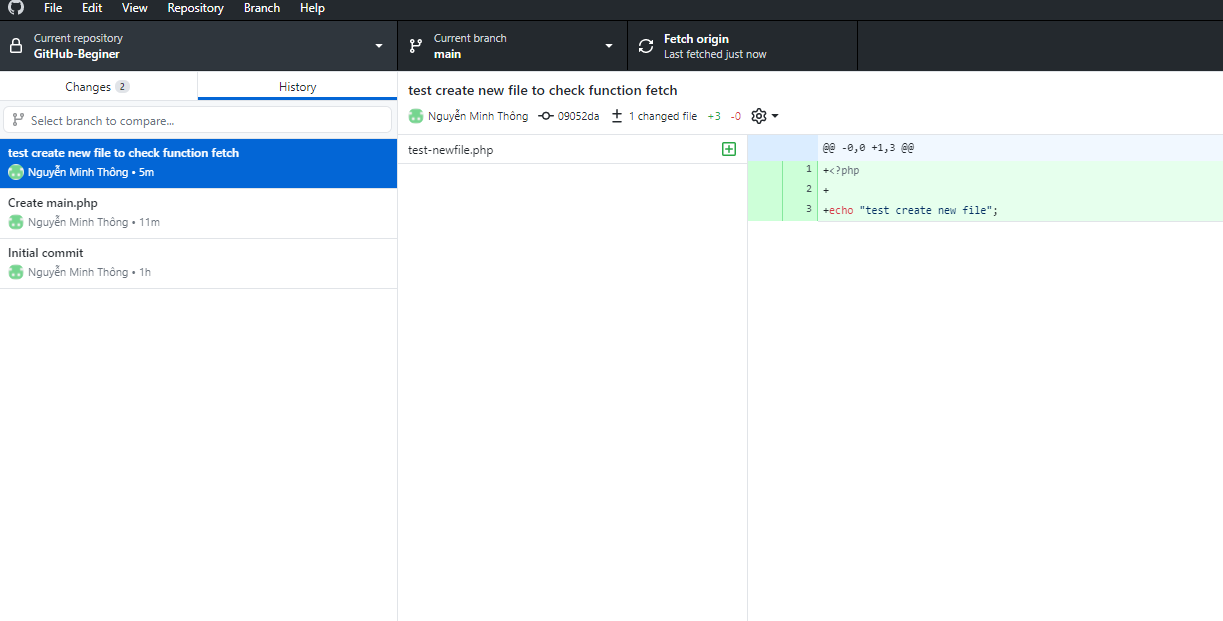 File Edit View Repository Branch Help
Current repository
GitHub-Beginer
Current branch
main
Fetch origin
Last fetched just now
Changes 2
History
Select branch to compare...
test create new file to check function fetch
Nguyễn Minh Thông • 5m
Create main.php
Nguyễn Minh Thông • 11m
Initial commit
Nguyễn Minh Thông • 1h
test create new file to check function fetch
Nguyễn Minh Thông 09052da 1 changed file +3 -0
test-newfile.php
@@ -0,0 +1,3 @@
1 +<?php
2 +
3 +echo "test create new file";